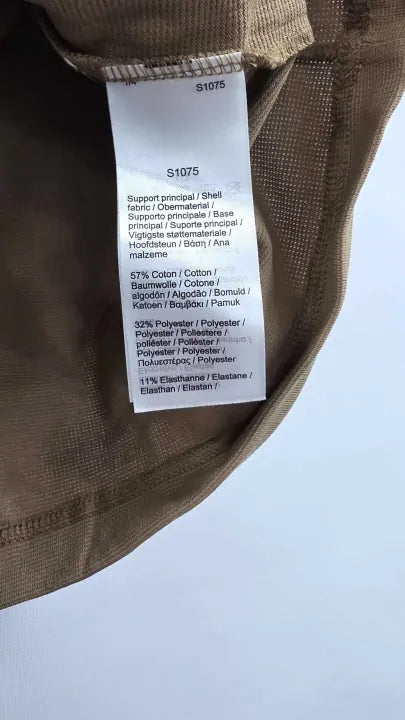 S1075
S1075
Support principal / Shell
fabric / Obermaterial /
Supporto principale / Base
principal / Suporte principal /
Vigtigste støttemateriale /
Hoofdsteun / Βάση / Ana
malzeme
57% Coton / Cotton /
Baumwolle / Cotone /
algodón / Algodão / Bomuld /
Katoen / Βαμβάκι / Pamuk
32% Polyester / Polyester /
Polyester / Poliestere /
poliéster / Poliéster /
Polyester / Polyester /
Πολυεστέρας / Polyester
11% Elasthanne / Elastane /
Elasthan / Elastan /